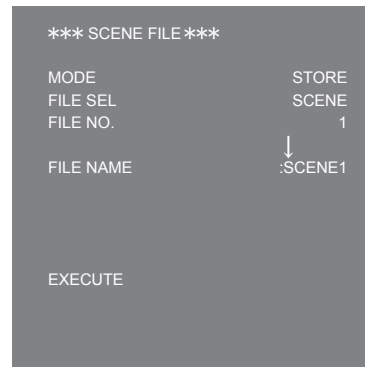 *** SCENE FILE ***
MODE STORE
FILE SEL SCENE
FILE NO. 1
↓
FILE NAME :SCENE1
EXECUTE